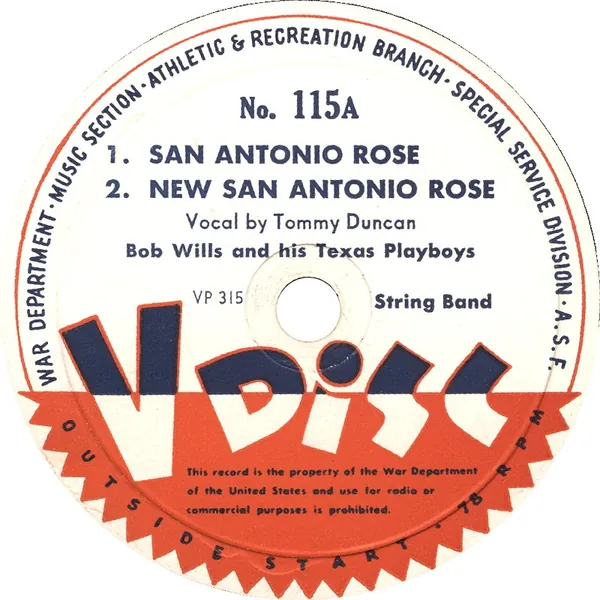 WAR DEPARTMENT · MUSIC SECTION · ATHLETIC & RECREATION BRANCH · SPECIAL SERVICE DIVISION · A.S.F.
No. 115A
1. SAN ANTONIO ROSE
2. NEW SAN ANTONIO ROSE
Vocal by Tommy Duncan
Bob Wills and his Texas Playboys
VP 315 String Band
V DiSC
This record is the property of the War Department
of the United States and use for radio or
commercial purposes is prohibited.
OUTSIDE START · 78 RPM